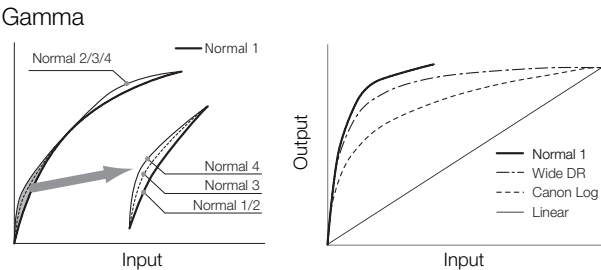 Gamma
Normal 2/3/4
Normal 1
Normal 4
Normal 3
Normal 1/2
Input
Output
Normal 1
Wide DR
Canon Log
Linear
Input